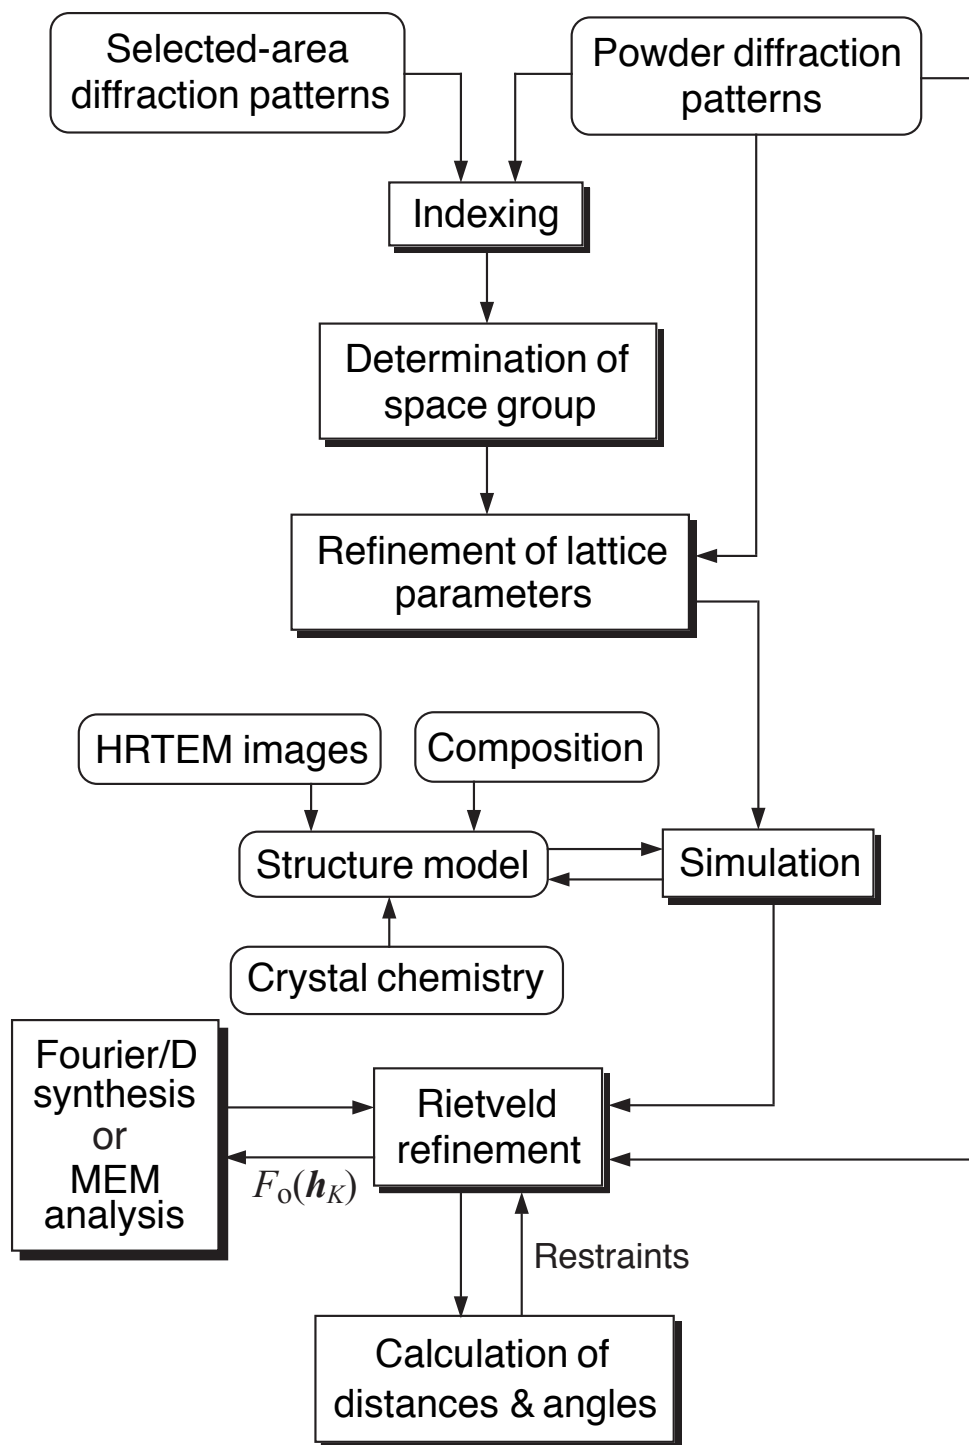 Selected-area
diffraction patterns
Powder diffraction
patterns
Indexing
Determination of
space group
Refinement of lattice
parameters
HRTEM images
Composition
Structure model
Simulation
Crystal chemistry
Fourier/D
synthesis
or
MEM
analysis
Rietveld
refinement
Fₒ(h_K)
Restraints
Calculation of
distances & angles